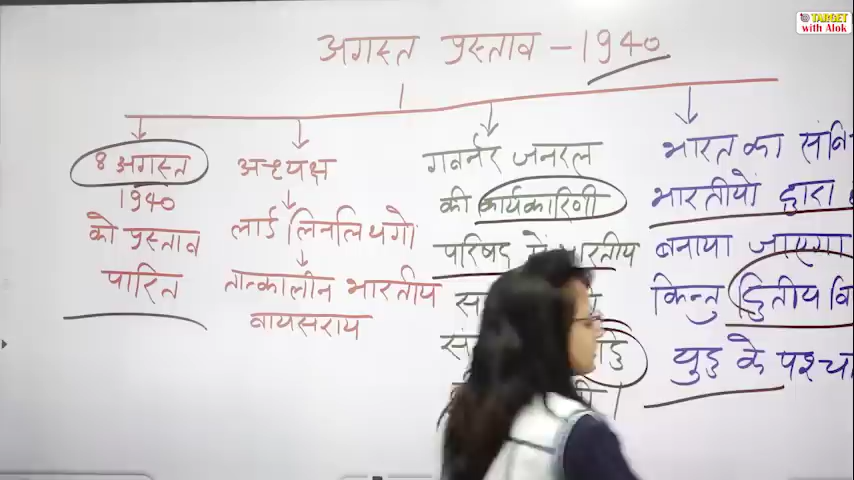 TARGET
with Alok
अगस्त प्रस्ताव - 1940
8 अगस्त
1940
को प्रस्ताव
पारित
अध्यक्ष
लार्ड लिनलिथगो
तात्कालीन भारतीय
वायसराय
गवर्नर जनरल
की कार्यकारिणी
परिषद में भारतीय
भारत का
भारतीयों द्वारा
बनाया जाएगा
किन्तु द्वितीय
युद्ध के